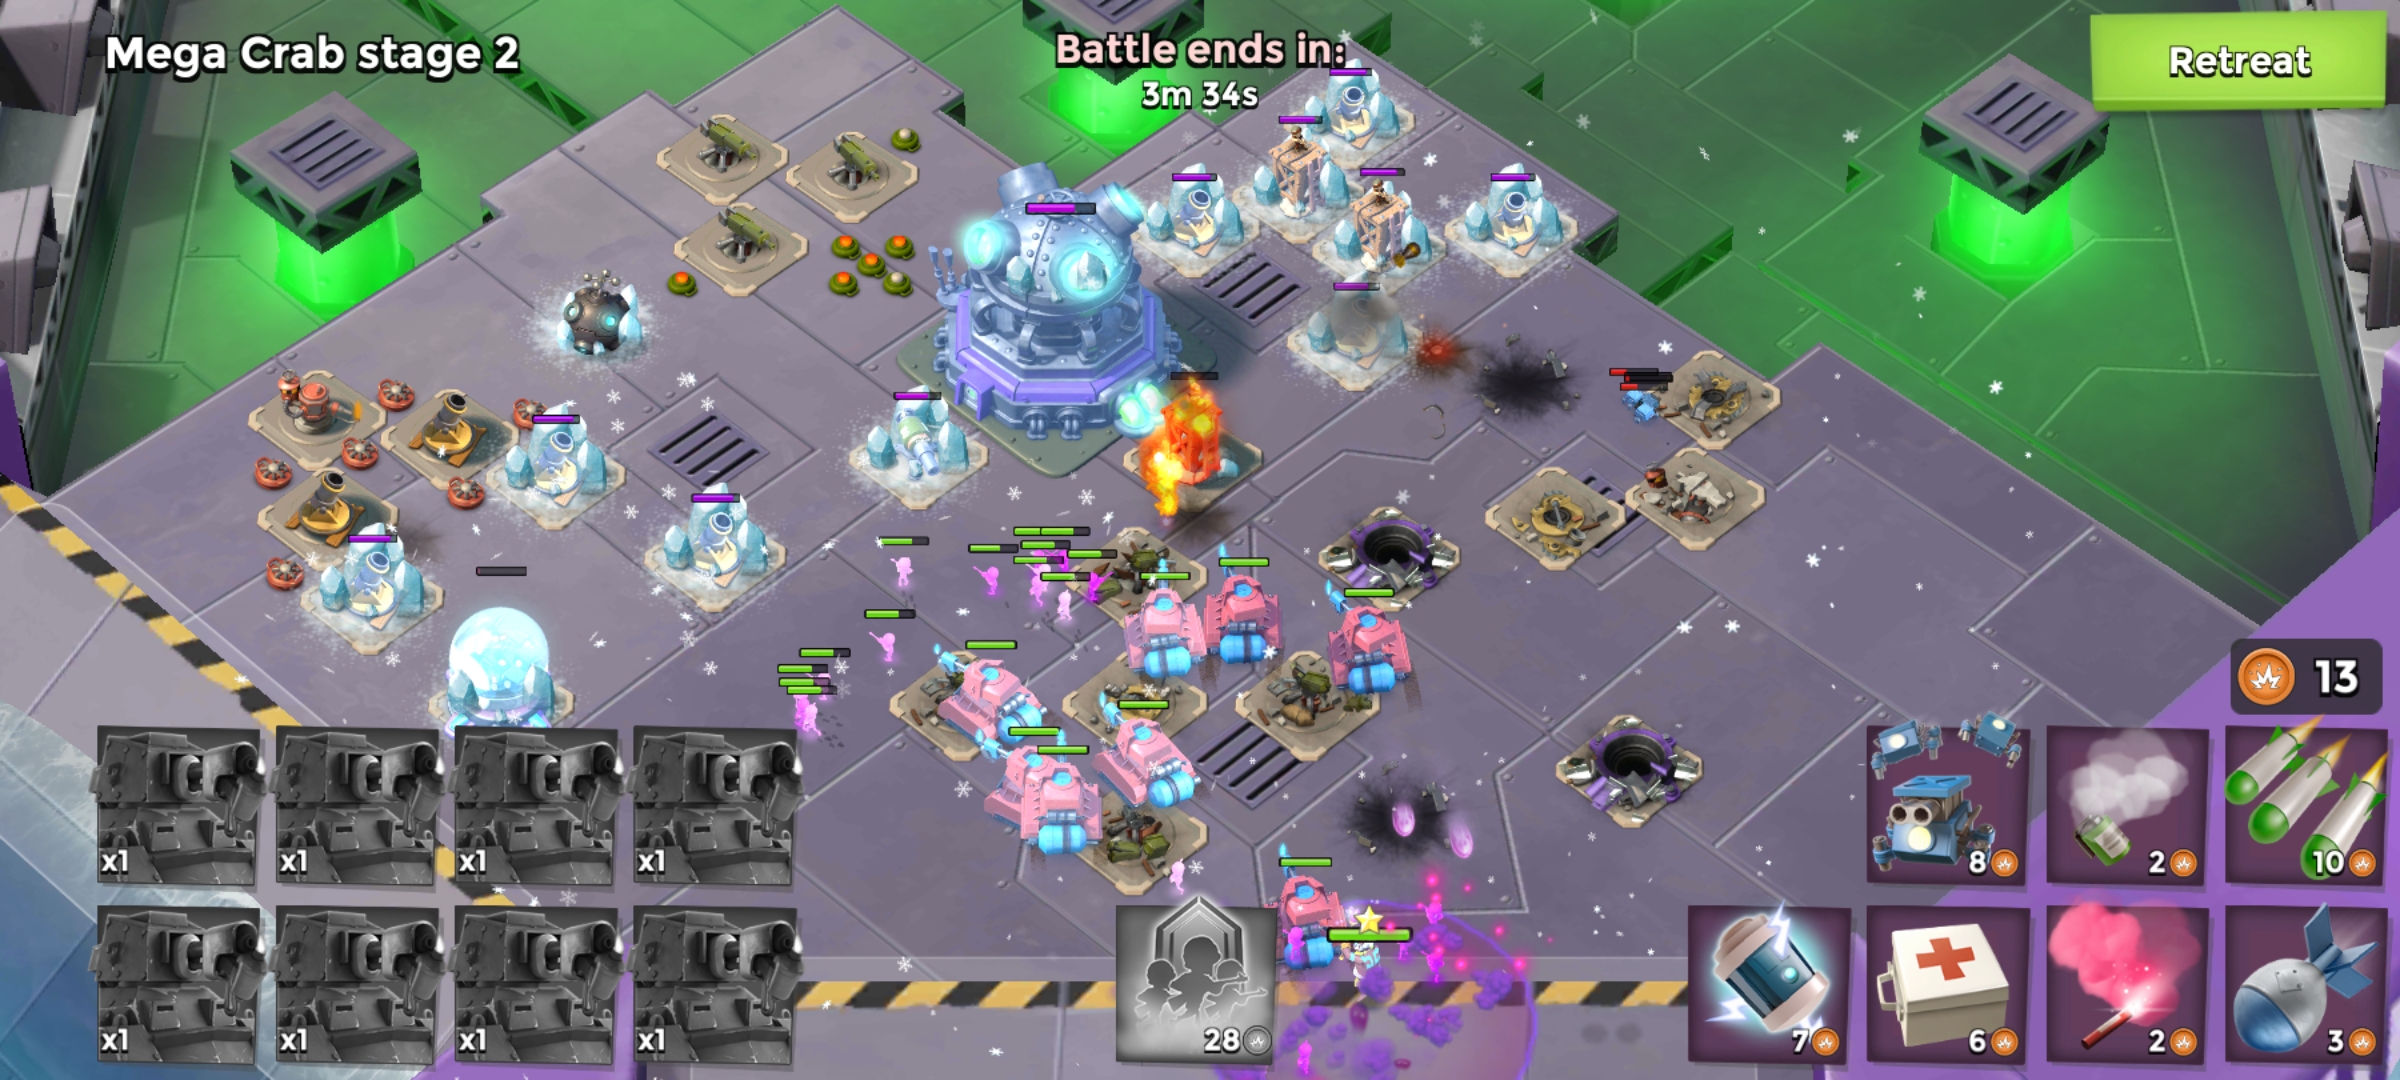 Mega Crab stage 2
Battle ends in:
3m 34s
Retreat
13
x1
x1
x1
x1
8
2
10
x1
x1
x1
x1
28
7
6
2
3